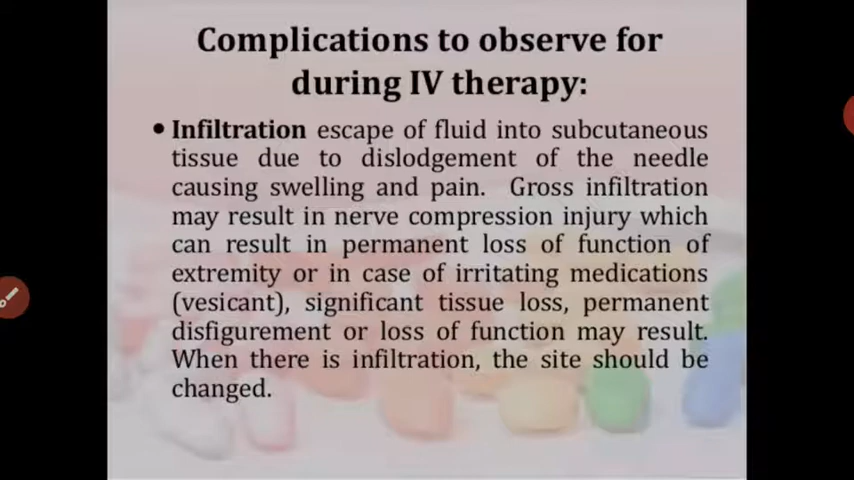 Complications to observe for
during IV therapy:
• Infiltration escape of fluid into subcutaneous
tissue due to dislodgement of the needle
causing swelling and pain. Gross infiltration
may result in nerve compression injury which
can result in permanent loss of function of
extremity or in case of irritating medications
(vesicant), significant tissue loss, permanent
disfigurement or loss of function may result.
When there is infiltration, the site should be
changed.